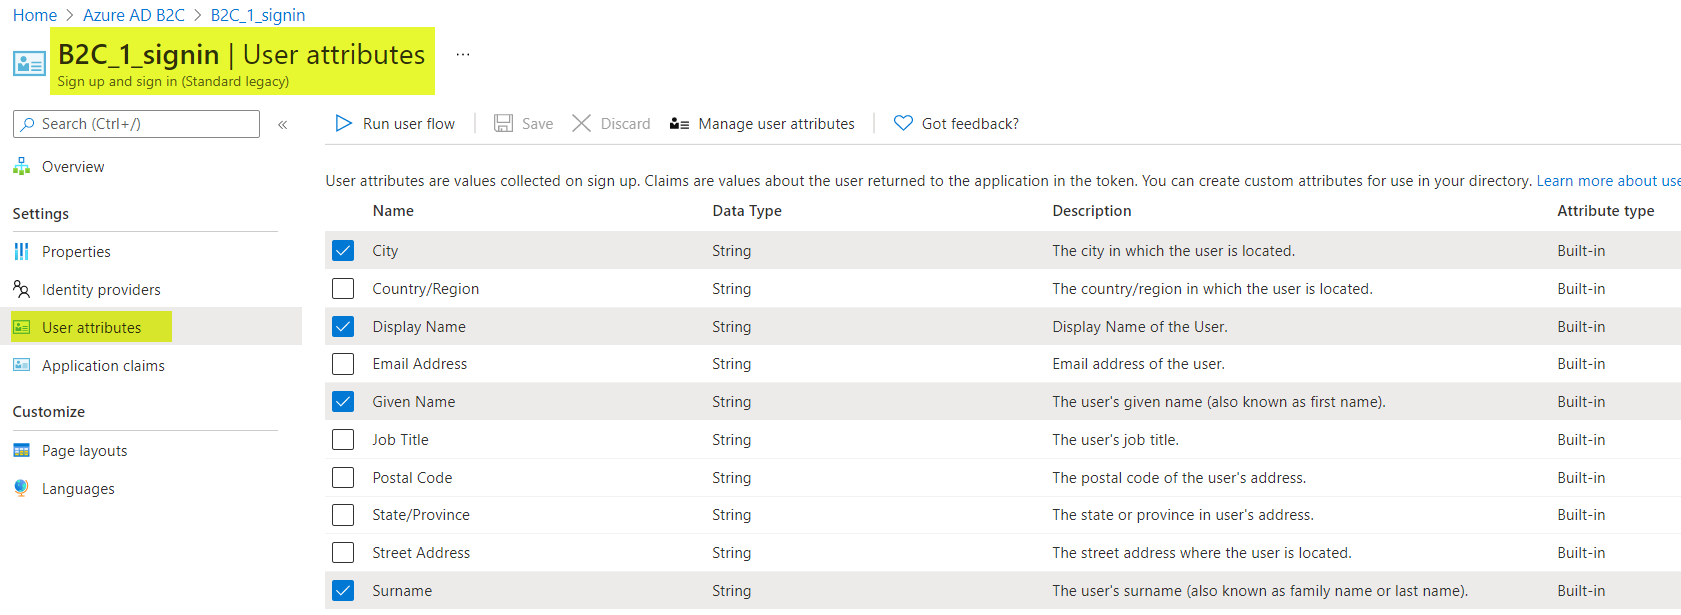 Home > Azure AD B2C > B2C_1_signin
B2C_1_signin | User attributes ...
Sign up and sign in (Standard legacy)
Search (Ctrl+/) «
Overview
Settings
Properties
Identity providers
User attributes
Application claims
Customize
Page layouts
Languages
Run user flow Save Discard Manage user attributes Got feedback?
User attributes are values collected on sign up. Claims are values about the user returned to the application in the token. You can create custom attributes for use in your directory. Learn more about use
Name Data Type Description Attribute type
City String The city in which the user is located. Built-in
Country/Region String The country/region in which the user is located. Built-in
Display Name String Display Name of the User. Built-in
Email Address String Email address of the user. Built-in
Given Name String The user's given name (also known as first name). Built-in
Job Title String The user's job title. Built-in
Postal Code String The postal code of the user's address. Built-in
State/Province String The state or province in user's address. Built-in
Street Address String The street address where the user is located. Built-in
Surname String The user's surname (also known as family name or last name). Built-in